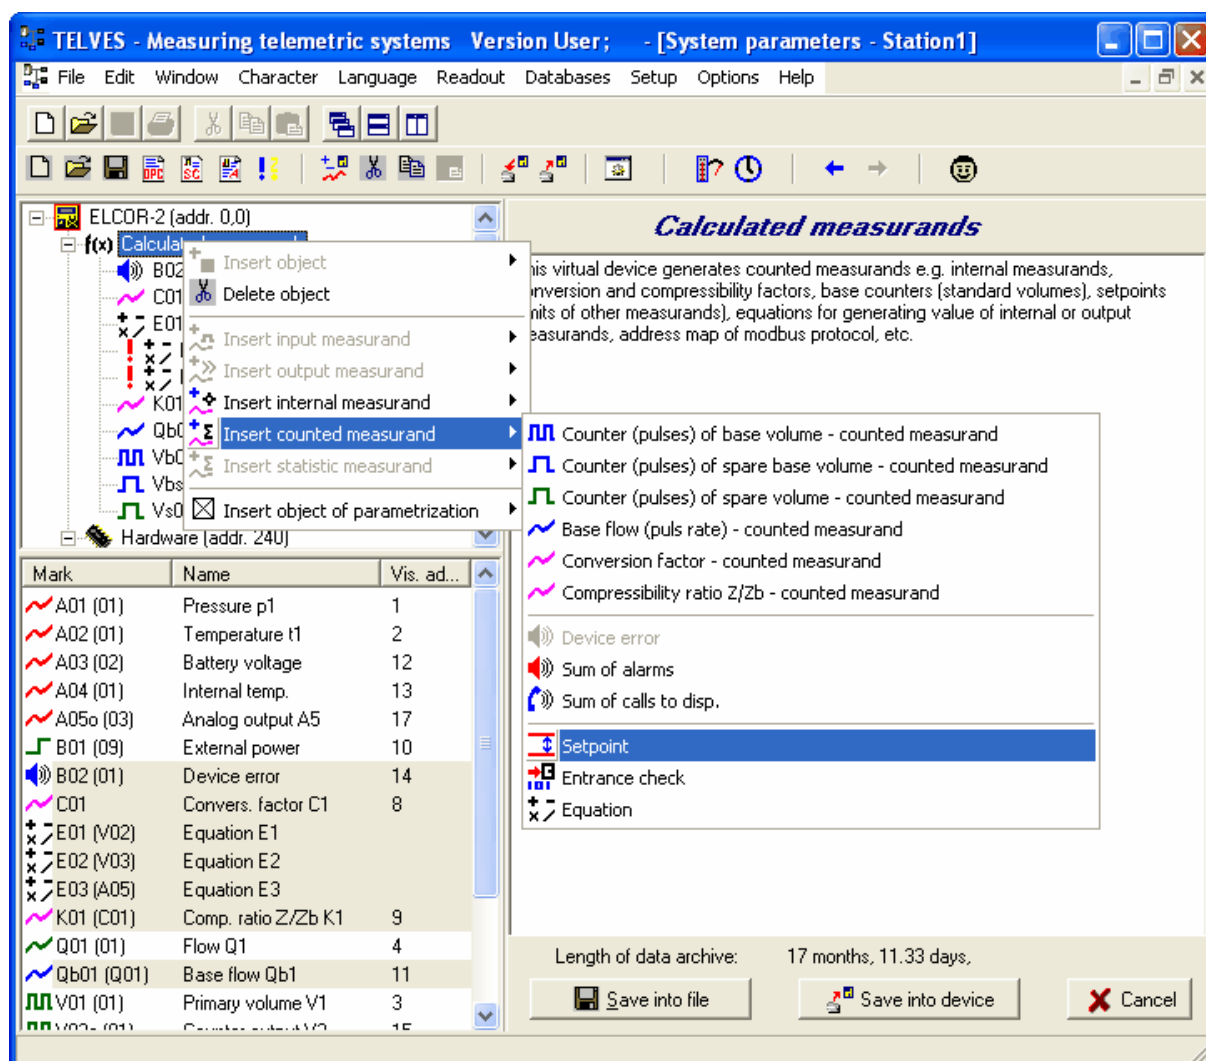 TELVES - Measuring telemetric systems Version User; - [System parameters - Station1]
File Edit Window Character Language Readout Databases Setup Options Help
ELCOR-2 (addr. 0,0)
f(x)
B02
C01
E01
K01
Vs0
Hardware (addr. 240)
Insert object
Delete object
Insert input measurand
Insert output measurand
Insert internal measurand
Insert counted measurand
Insert statistic measurand
Insert object of parametrization
Calculated measurands
virtual device generates counted measurands e.g. internal measurands,
and compressibility factors, base counters (standard volumes), setpoints
of other measurands), equations for generating value of internal or output
address map of modbus protocol, etc.
Counter (pulses) of base volume - counted measurand
Counter (pulses) of spare base volume - counted measurand
Counter (pulses) of spare volume - counted measurand
Base flow (puls rate) - counted measurand
Conversion factor - counted measurand
Compressibility ratio Z/Zb - counted measurand
Device error
Sum of alarms
Sum of calls to disp.
Setpoint
Entrance check
Equation
Mark Name Vis. ad...
A01 (01) Pressure p1 1
A02 (01) Temperature t1 2
A03 (02) Battery voltage 12
A04 (01) Internal temp. 13
A05o (03) Analog output A5 17
B01 (09) External power 10
B02 (01) Device error 14
C01 Convers. factor C1 8
E01 (V02) Equation E1
E02 (V03) Equation E2
E03 (A05) Equation E3
K01 (C01) Comp. ratio Z/Zb K1 9
Q01 (01) Flow Q1 4
Qb01 (Q01) Base flow Qb1 11
V01 (01) Primary volume V1 3
Length of data archive: 17 months, 11.33 days,
Save into file Save into device Cancel